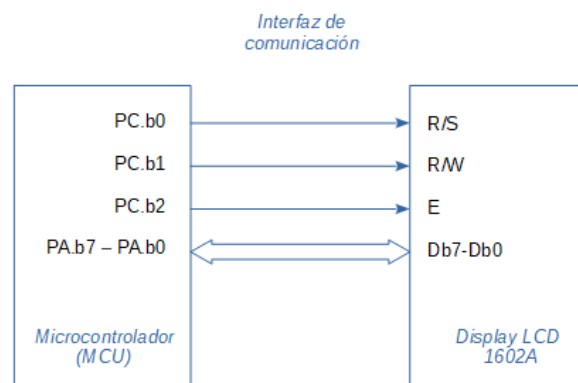 Interfaz de
comunicación
PC.b0
R/S
PC.b1
R/W
PC.b2
E
PA.b7 – PA.b0
Db7-Db0
Microcontrolador
(MCU)
Display LCD
1602A